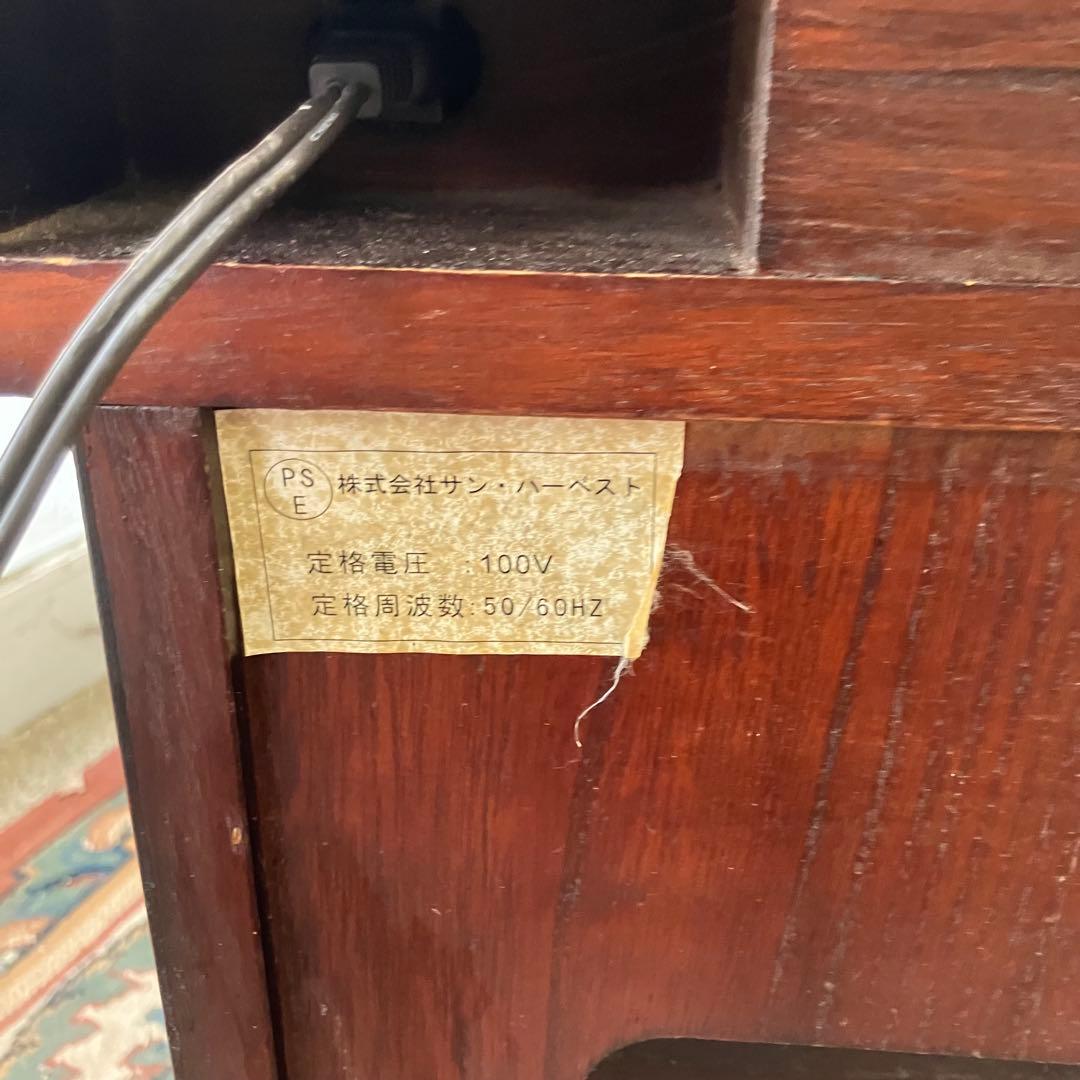 PS
E
株式会社サン・ハーベスト
定格電圧 :100V
定格周波数:50/60HZ